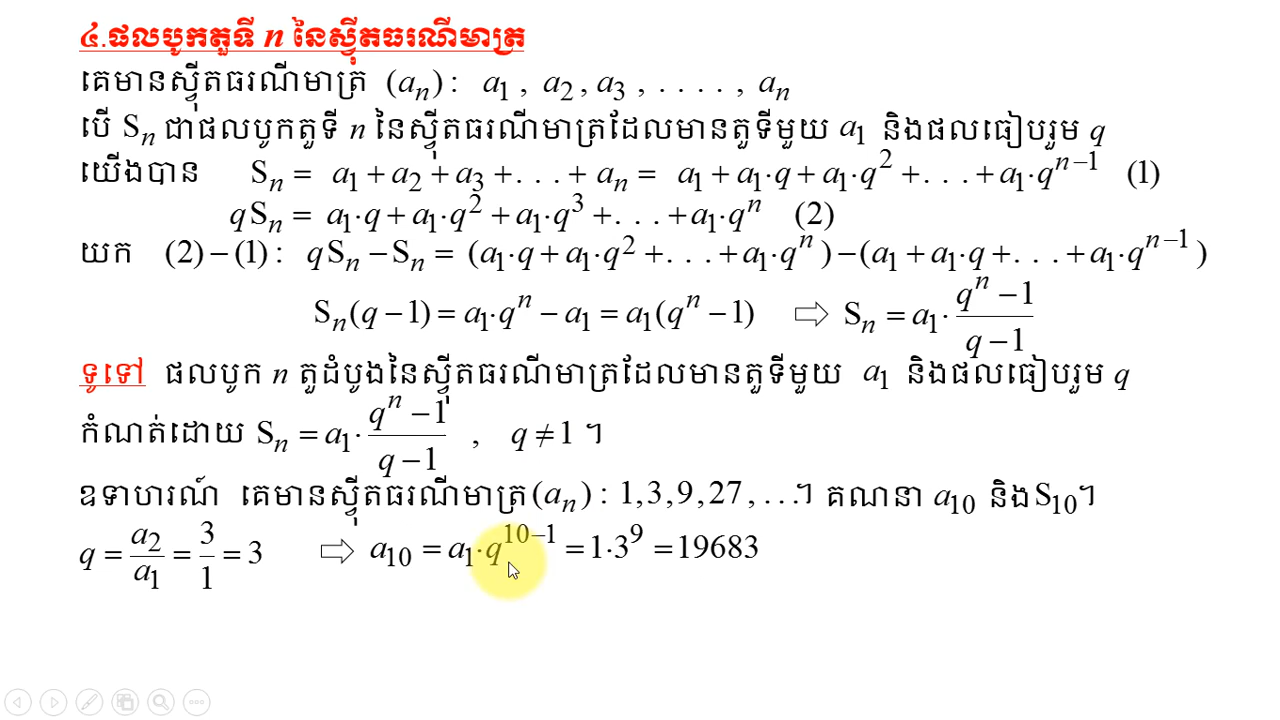 ៤.ផលបូកតួទី n នៃស្វ៊ីតធរណីមាត្រ
គេមានស្វ៊ីតធរណីមាត្រ (aₙ) : a₁ , a₂ , a₃ , . . . . , aₙ
បើ Sₙ ជាផលបូកតួទី n នៃស្វ៊ីតធរណីមាត្រដែលមានតួទីមួយ a₁ និងផលធៀបរួម q
យើងបាន Sₙ = a₁ + a₂ + a₃ + . . . + aₙ = a₁ + a₁·q + a₁·q² + . . . + a₁·qⁿ⁻¹ (1)
qSₙ = a₁·q + a₁·q² + a₁·q³ + . . . + a₁·qⁿ (2)
យក (2) – (1) : qSₙ – Sₙ = (a₁·q + a₁·q² + . . . + a₁·qⁿ) – (a₁ + a₁·q + . . . + a₁·qⁿ⁻¹)
Sₙ(q – 1) = a₁·qⁿ – a₁ = a₁(qⁿ – 1) ⇨ Sₙ = a₁ · (qⁿ – 1)/(q – 1)
ទូទៅ ផលបូក n តួដំបូងនៃស្វ៊ីតធរណីមាត្រដែលមានតួទីមួយ a₁ និងផលធៀបរួម q
កំណត់ដោយ Sₙ = a₁ · (qⁿ – 1)/(q – 1) , q ≠ 1 ។
ឧទាហរណ៍ គេមានស្វ៊ីតធរណីមាត្រ (aₙ) : 1,3,9,27, …។ គណនា a₁₀ និង S₁₀។
q = a₂/a₁ = 3/1 = 3 ⇨ a₁₀ = a₁·q¹⁰⁻¹ = 1·3⁹ = 19683